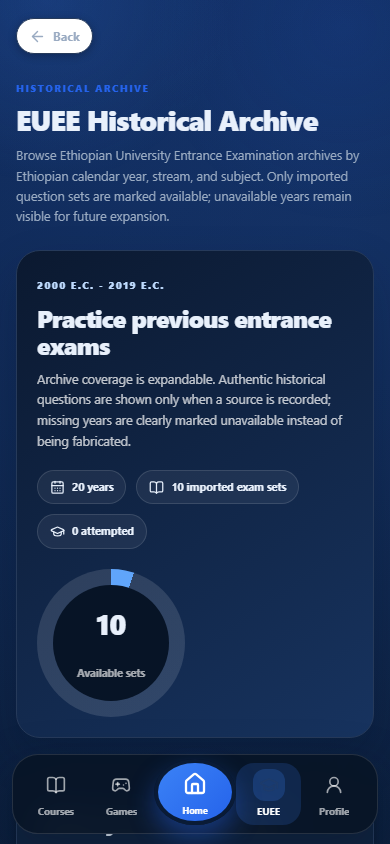 Back
HISTORICAL ARCHIVE
EUEE Historical Archive
Browse Ethiopian University Entrance Examination archives by
Ethiopian calendar year, stream, and subject. Only imported
question sets are marked available; unavailable years remain
visible for future expansion.
2000 E.C. - 2019 E.C.
Practice previous entrance
exams
Archive coverage is expandable. Authentic historical
questions are shown only when a source is recorded;
missing years are clearly marked unavailable instead of
being fabricated.
20 years
10 imported exam sets
0 attempted
10
Available sets
Courses
Games
Home
EUEE
Profile